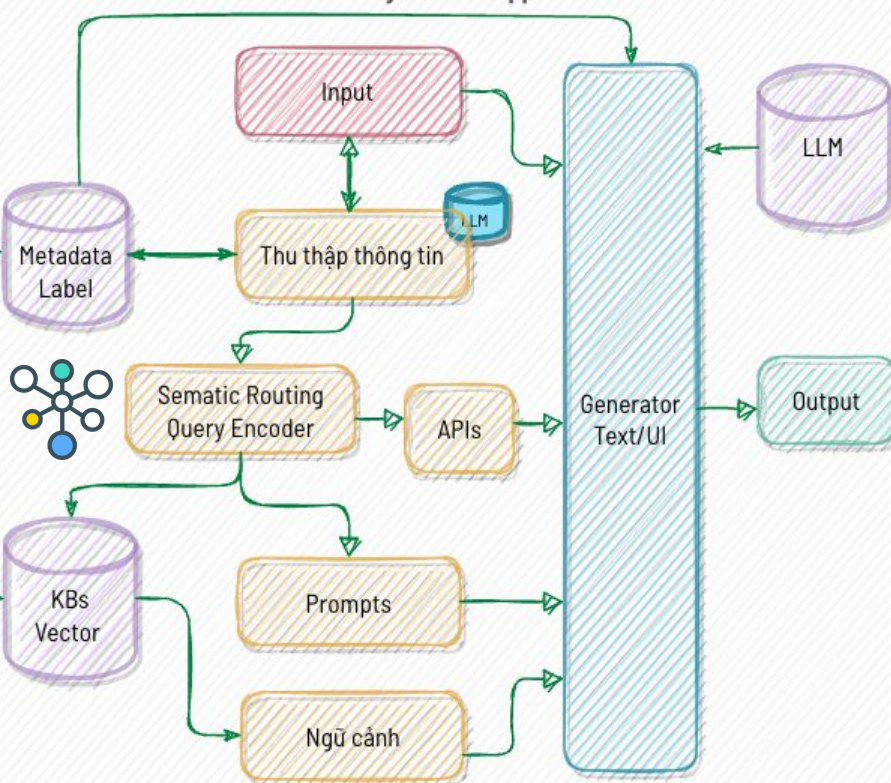 Input
LLM
LLM
Metadata
Label
Thu thập thông tin
Sematic Routing
Query Encoder
APIs
Generator
Text/UI
Output
KBs
Vector
Prompts
Ngữ cảnh